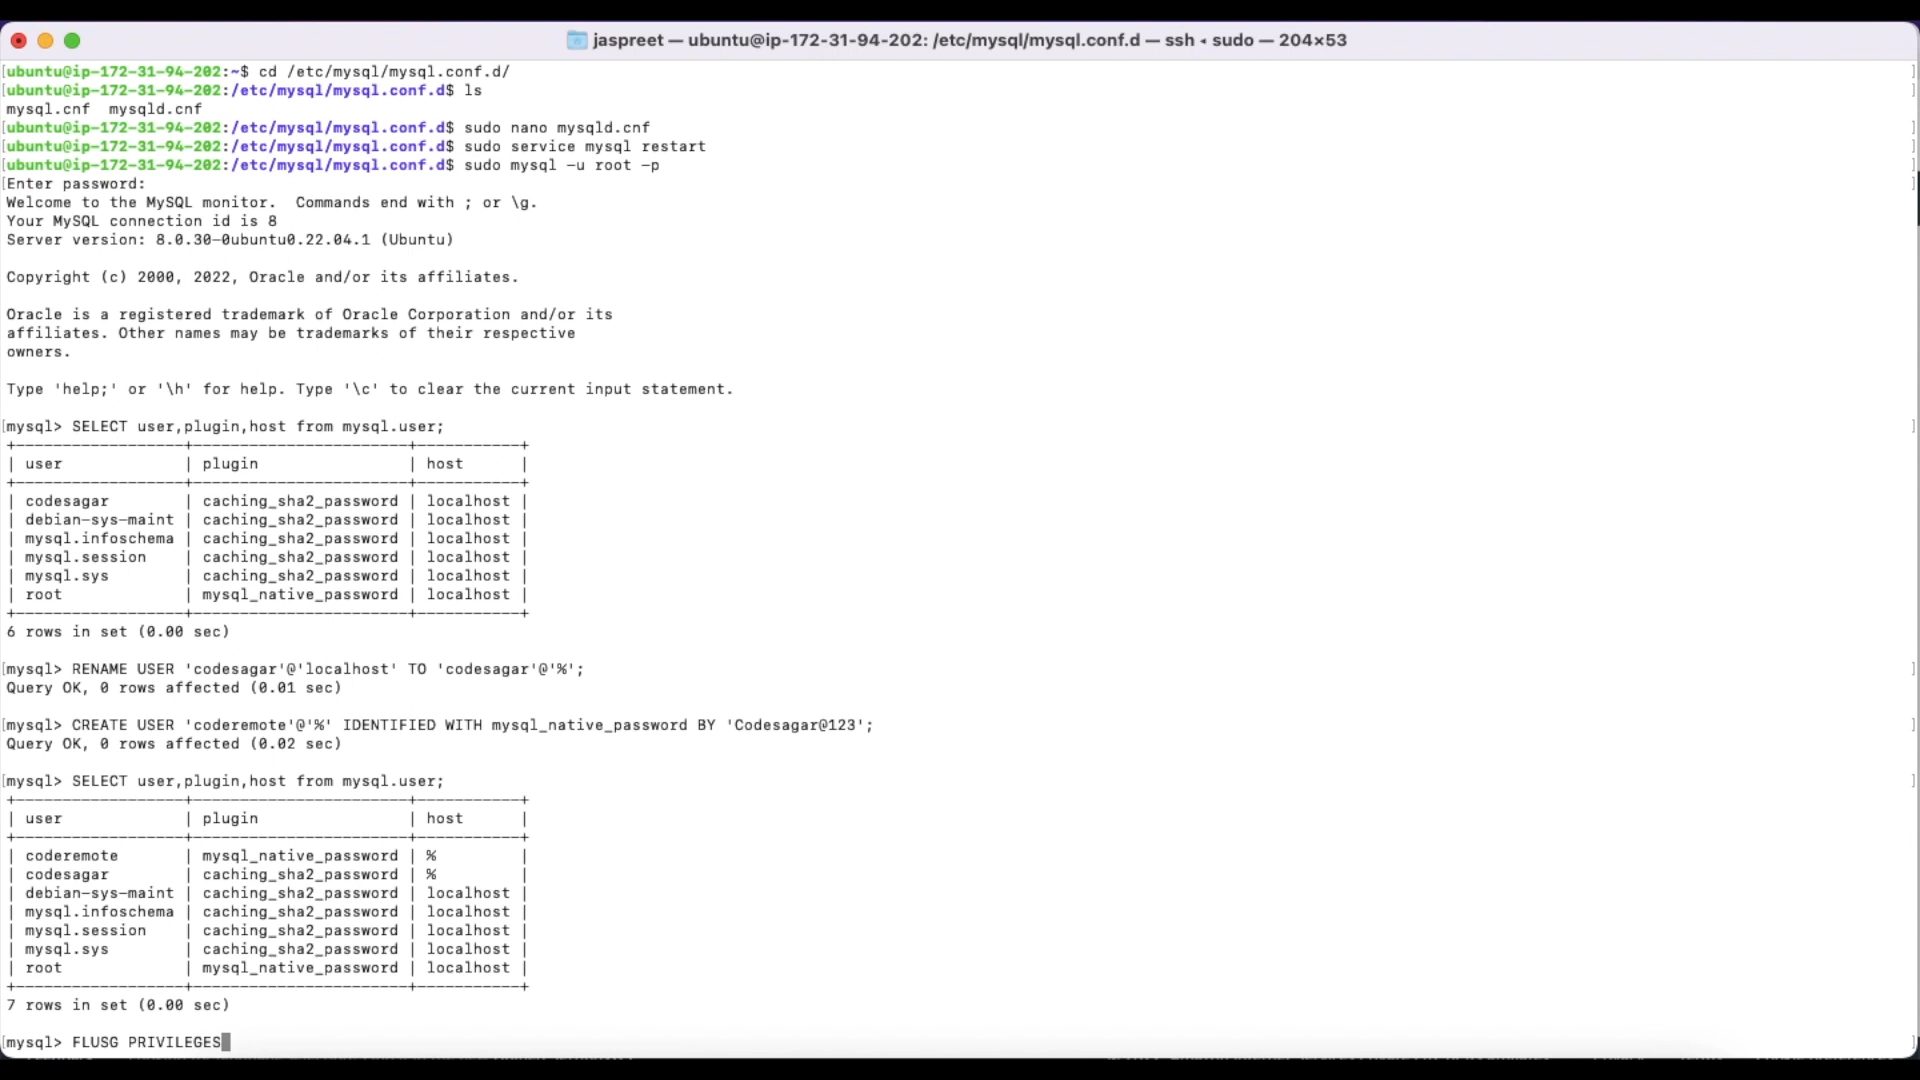 jaspreet — ubuntu@ip-172-31-94-202: /etc/mysql/mysql.conf.d — ssh ◂ sudo — 204×53
[ubuntu@ip-172-31-94-202:~$ cd /etc/mysql/mysql.conf.d/ ]
[ubuntu@ip-172-31-94-202:/etc/mysql/mysql.conf.d$ ls ]
mysql.cnf  mysqld.cnf
[ubuntu@ip-172-31-94-202:/etc/mysql/mysql.conf.d$ sudo nano mysqld.cnf ]
[ubuntu@ip-172-31-94-202:/etc/mysql/mysql.conf.d$ sudo service mysql restart ]
[ubuntu@ip-172-31-94-202:/etc/mysql/mysql.conf.d$ sudo mysql -u root -p ]
[Enter password: ]
Welcome to the MySQL monitor.  Commands end with ; or \g.
Your MySQL connection id is 8
Server version: 8.0.30-0ubuntu0.22.04.1 (Ubuntu)
Copyright (c) 2000, 2022, Oracle and/or its affiliates.
Oracle is a registered trademark of Oracle Corporation and/or its
affiliates. Other names may be trademarks of their respective
owners.
Type 'help;' or '\h' for help. Type '\c' to clear the current input statement.
[mysql> SELECT user,plugin,host from mysql.user; ]
+------------------+-----------------------+-----------+
| user             | plugin                | host      |
+------------------+-----------------------+-----------+
| codesagar        | caching_sha2_password | localhost |
| debian-sys-maint | caching_sha2_password | localhost |
| mysql.infoschema | caching_sha2_password | localhost |
| mysql.session    | caching_sha2_password | localhost |
| mysql.sys        | caching_sha2_password | localhost |
| root             | mysql_native_password | localhost |
+------------------+-----------------------+-----------+
6 rows in set (0.00 sec)
[mysql> RENAME USER 'codesagar'@'localhost' TO 'codesagar'@'%'; ]
Query OK, 0 rows affected (0.01 sec)
[mysql> CREATE USER 'coderemote'@'%' IDENTIFIED WITH mysql_native_password BY 'Codesagar@123'; ]
Query OK, 0 rows affected (0.02 sec)
[mysql> SELECT user,plugin,host from mysql.user; ]
+------------------+-----------------------+-----------+
| user             | plugin                | host      |
+------------------+-----------------------+-----------+
| coderemote       | mysql_native_password | %         |
| codesagar        | caching_sha2_password | %         |
| debian-sys-maint | caching_sha2_password | localhost |
| mysql.infoschema | caching_sha2_password | localhost |
| mysql.session    | caching_sha2_password | localhost |
| mysql.sys        | caching_sha2_password | localhost |
| root             | mysql_native_password | localhost |
+------------------+-----------------------+-----------+
7 rows in set (0.00 sec)
[mysql> FLUSG PRIVILEGES ]